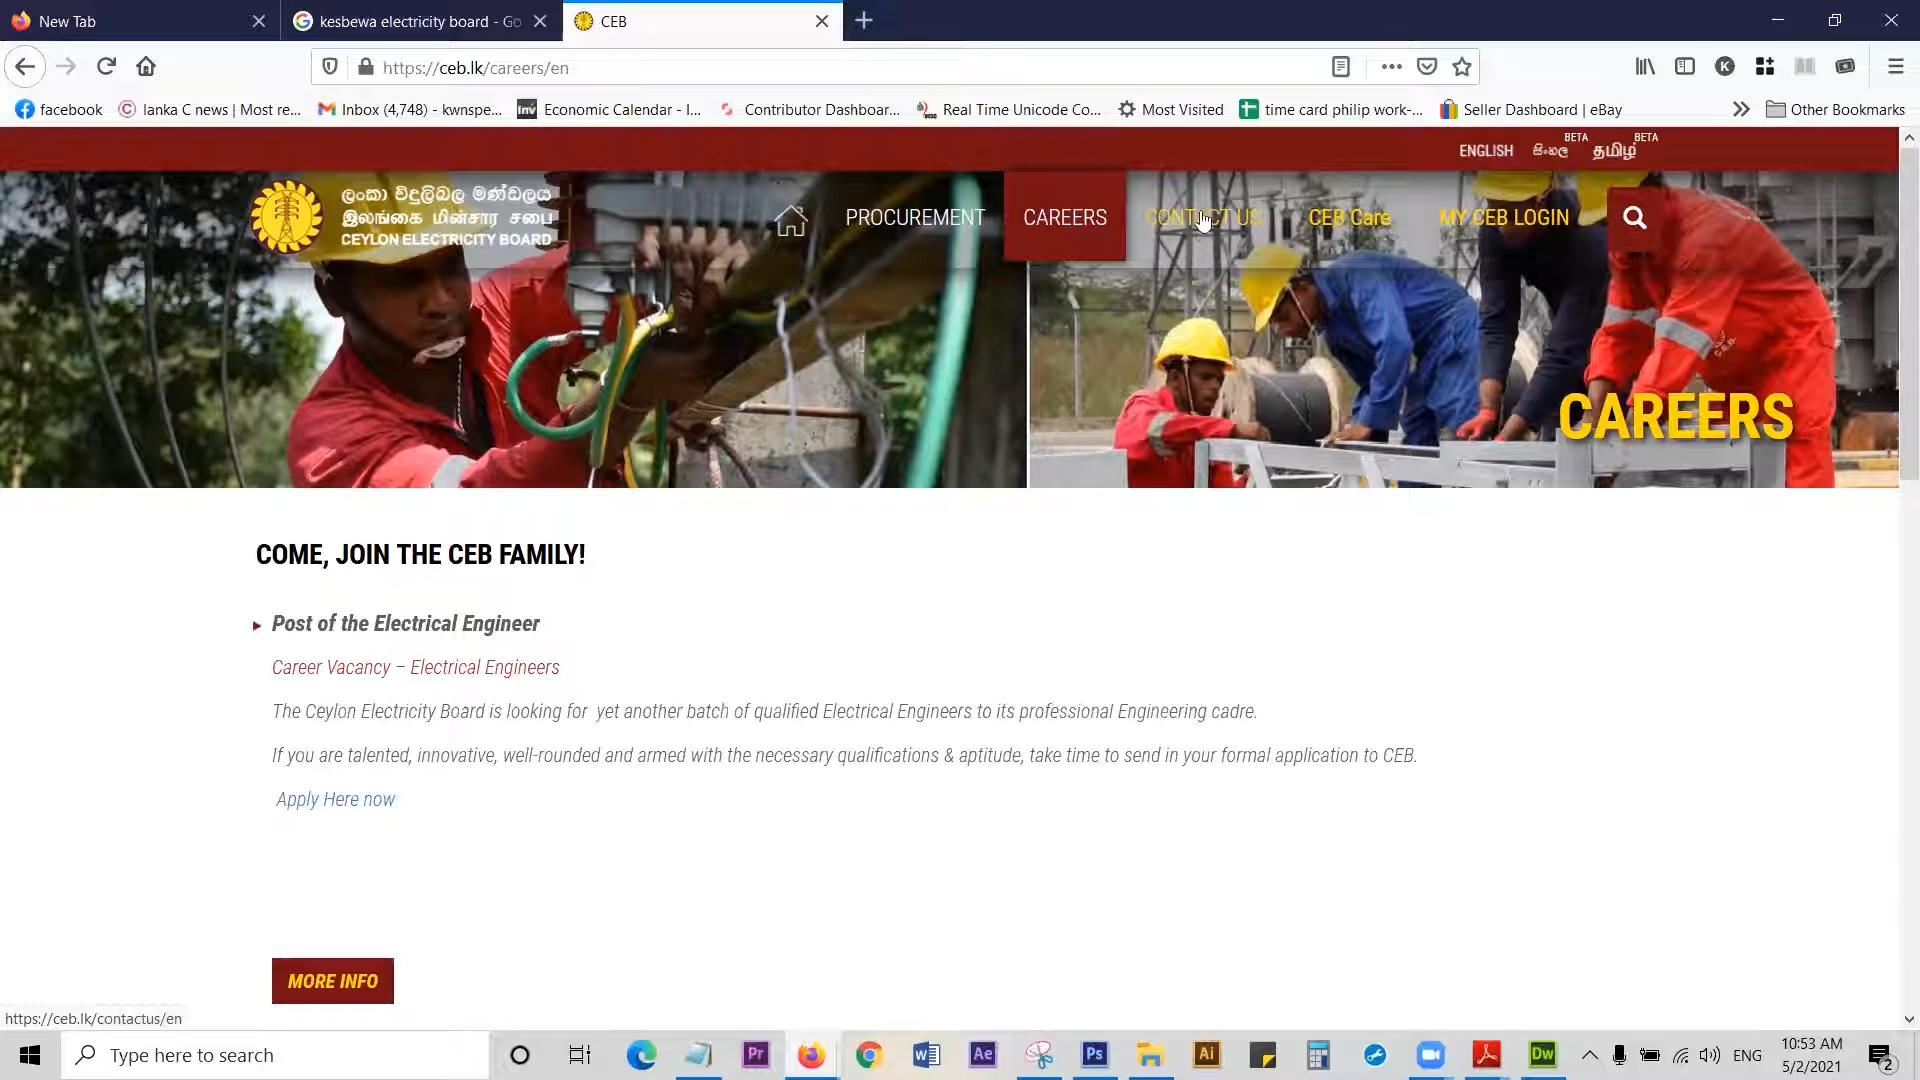 New Tab
kesbewa electricity board - Go
CEB
https://ceb.lk/careers/en
facebook
lanka C news | Most re...
Inbox (4,748) - kwnspe...
Economic Calendar - I...
Contributor Dashboar...
Real Time Unicode Co...
Most Visited
time card philip work-...
Seller Dashboard | eBay
Other Bookmarks
ENGLISH සිංහල BETA தமிழ் BETA
ලංකා විදුලිබල මණ්ඩලය
இலங்கை மின்சார சபை
CEYLON ELECTRICITY BOARD
PROCUREMENT
CAREERS
CONTACT US
CEB Care
MY CEB LOGIN
CAREERS
COME, JOIN THE CEB FAMILY!
Post of the Electrical Engineer
Career Vacancy – Electrical Engineers
The Ceylon Electricity Board is looking for yet another batch of qualified Electrical Engineers to its professional Engineering cadre.
If you are talented, innovative, well-rounded and armed with the necessary qualifications & aptitude, take time to send in your formal application to CEB.
Apply Here now
MORE INFO
https://ceb.lk/contactus/en
Type here to search
ENG
10:53 AM
5/2/2021
2